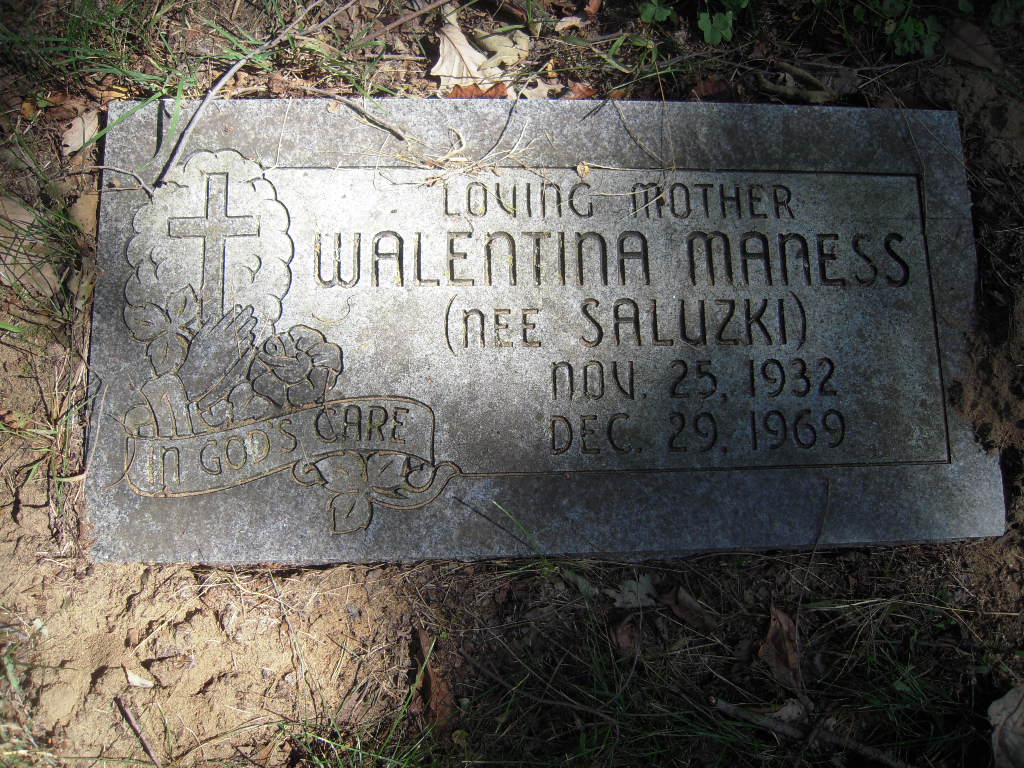 LOVING MOTHER
WALENTINA MANESS
(NEE SALUZKI)
NOV. 25, 1932
DEC. 29, 1969
IN GOD'S CARE